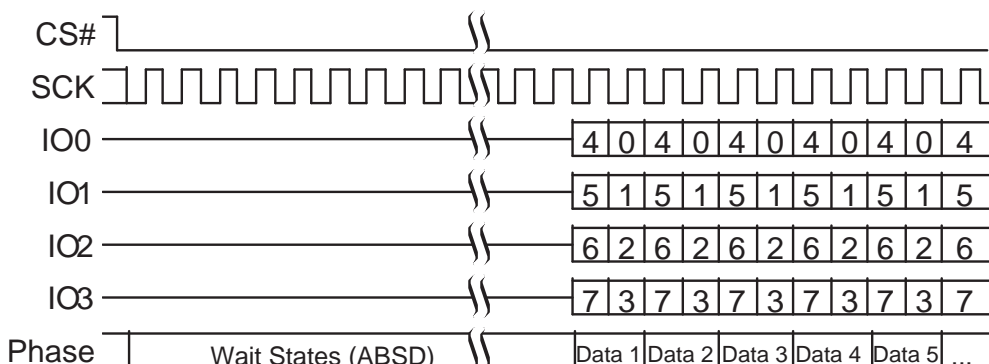 CS#
SCK
IO0 4 0 4 0 4 0 4 0 4 0 4
IO1 5 1 5 1 5 1 5 1 5 1 5
IO2 6 2 6 2 6 2 6 2 6 2 6
IO3 7 3 7 3 7 3 7 3 7 3 7
Phase Wait States (ABSD) Data 1 Data 2 Data 3 Data 4 Data 5 ...